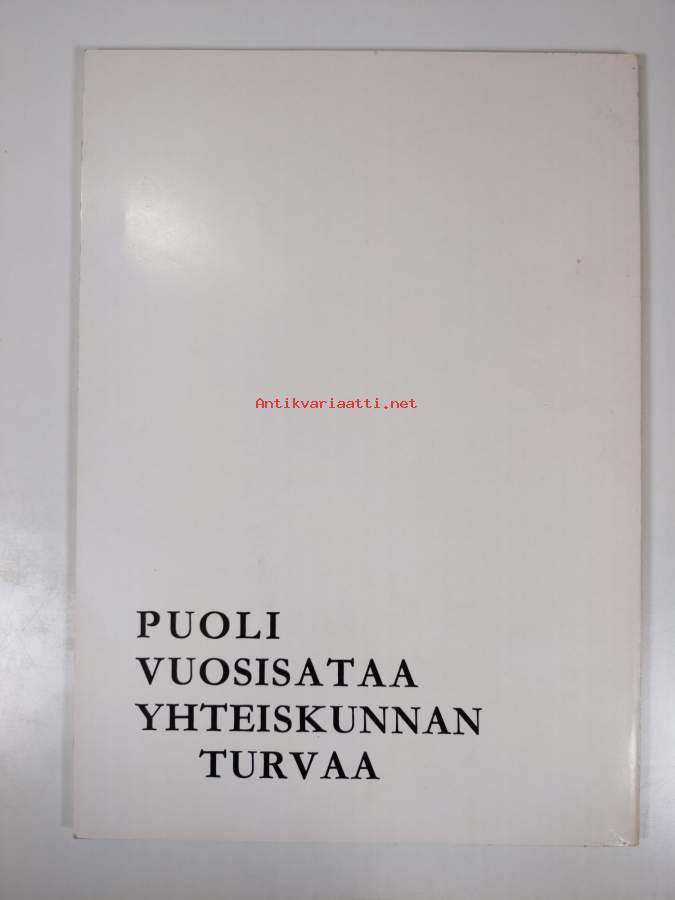 Antikvariaatti.net
PUOLI
VUOSISATAA
YHTEISKUNNAN
TURVAA